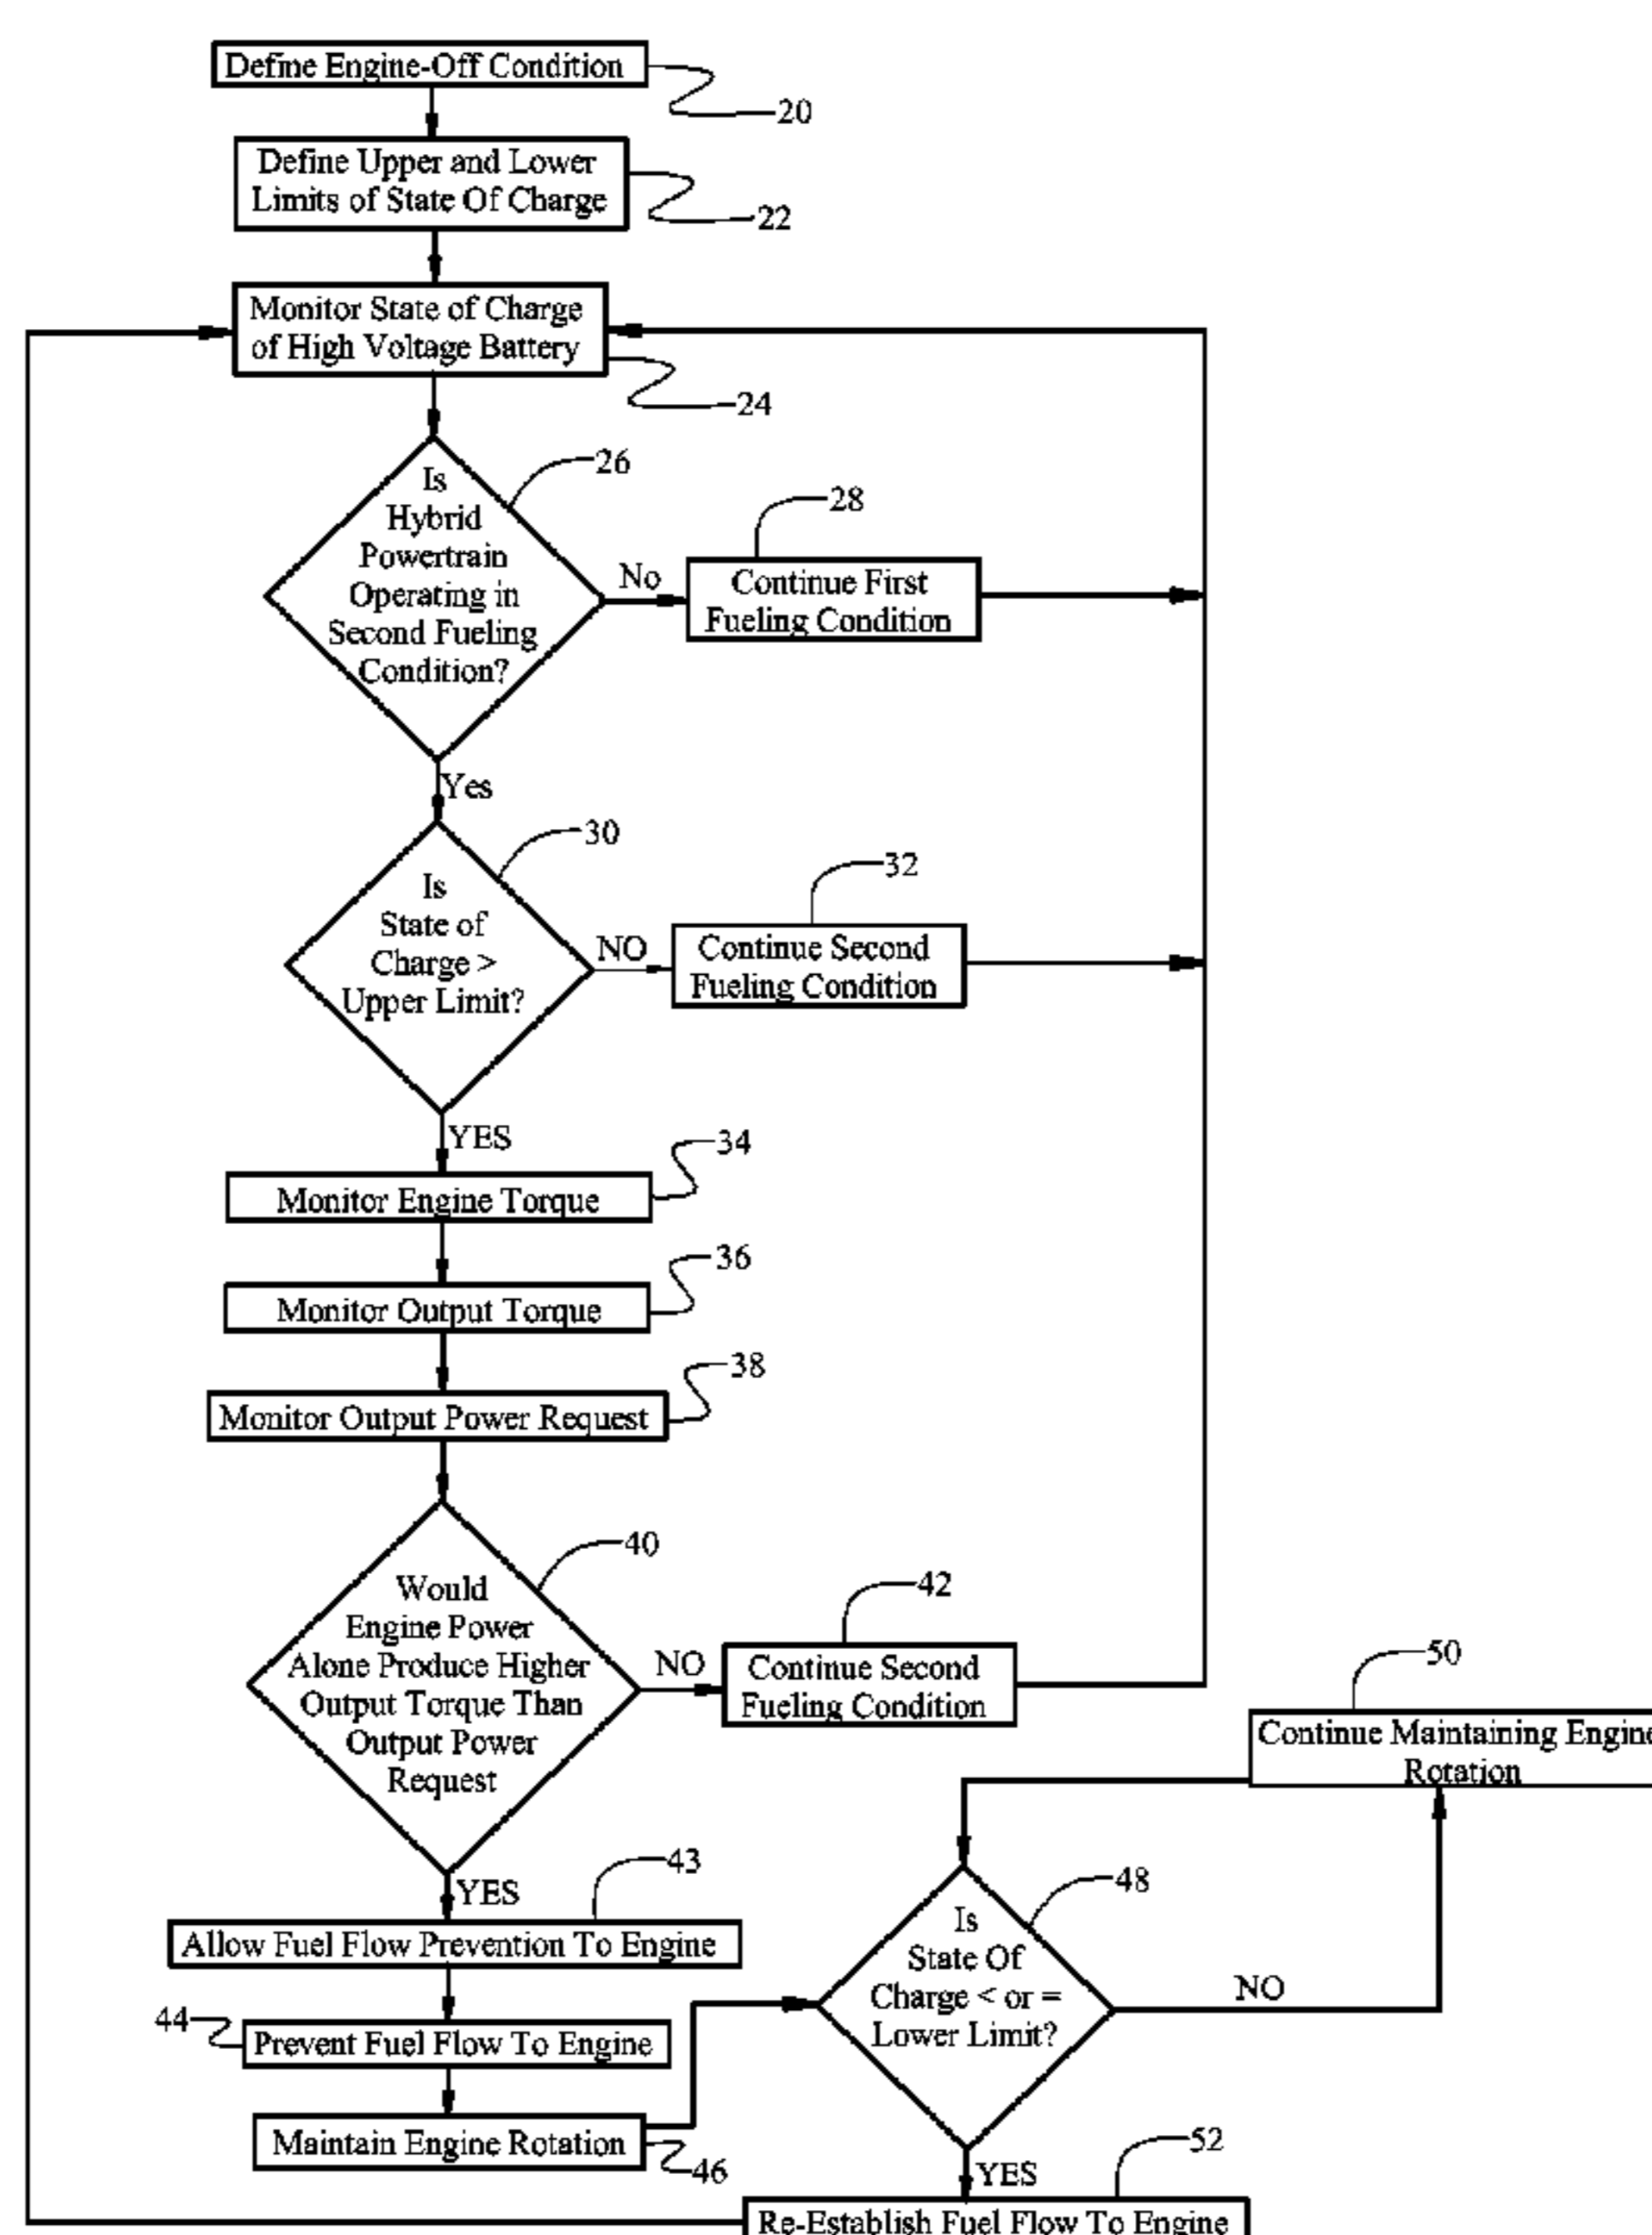 Define Engine-Off Condition
20
Define Upper and Lower
Limits of State Of Charge
22
Monitor State of Charge
of High Voltage Battery
24
Is
Hybrid
Powertrain
Operating in
Second Fueling
Condition?
26
No
28
Continue First
Fueling Condition
Yes
30
Is
State of
Charge >
Upper Limit?
NO
32
Continue Second
Fueling Condition
YES
34
Monitor Engine Torque
36
Monitor Output Torque
38
Monitor Output Power Request
40
Would
Engine Power
Alone Produce Higher
Output Torque Than
Output Power
Request
NO
42
Continue Second
Fueling Condition
YES
43
Allow Fuel Flow Prevention To Engine
44
Prevent Fuel Flow To Engine
Maintain Engine Rotation
46
48
Is
State Of
Charge < or =
Lower Limit?
NO
50
Continue Maintaining Engine
Rotation
YES
52
Re-Establish Fuel Flow To Engine